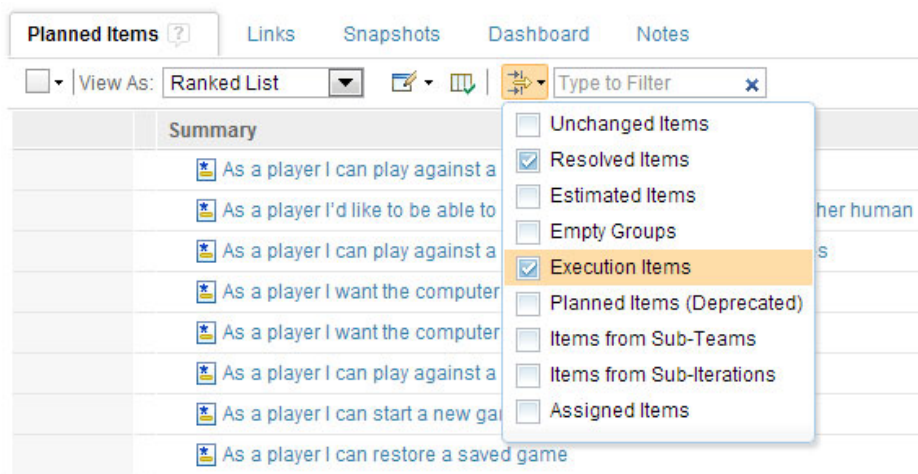 Planned Items ? Links Snapshots Dashboard Notes
View As: Ranked List Type to Filter
Summary
Unchanged Items
As a player I can play against a
Resolved Items
Estimated Items
As a player I'd like to be able to her human
Empty Groups
As a player I can play against a s
Execution Items
As a player I want the computer
Planned Items (Deprecated)
As a player I want the computer
Items from Sub-Teams
As a player I can play against a
Items from Sub-Iterations
As a player I can start a new ga
Assigned Items
As a player I can restore a saved game